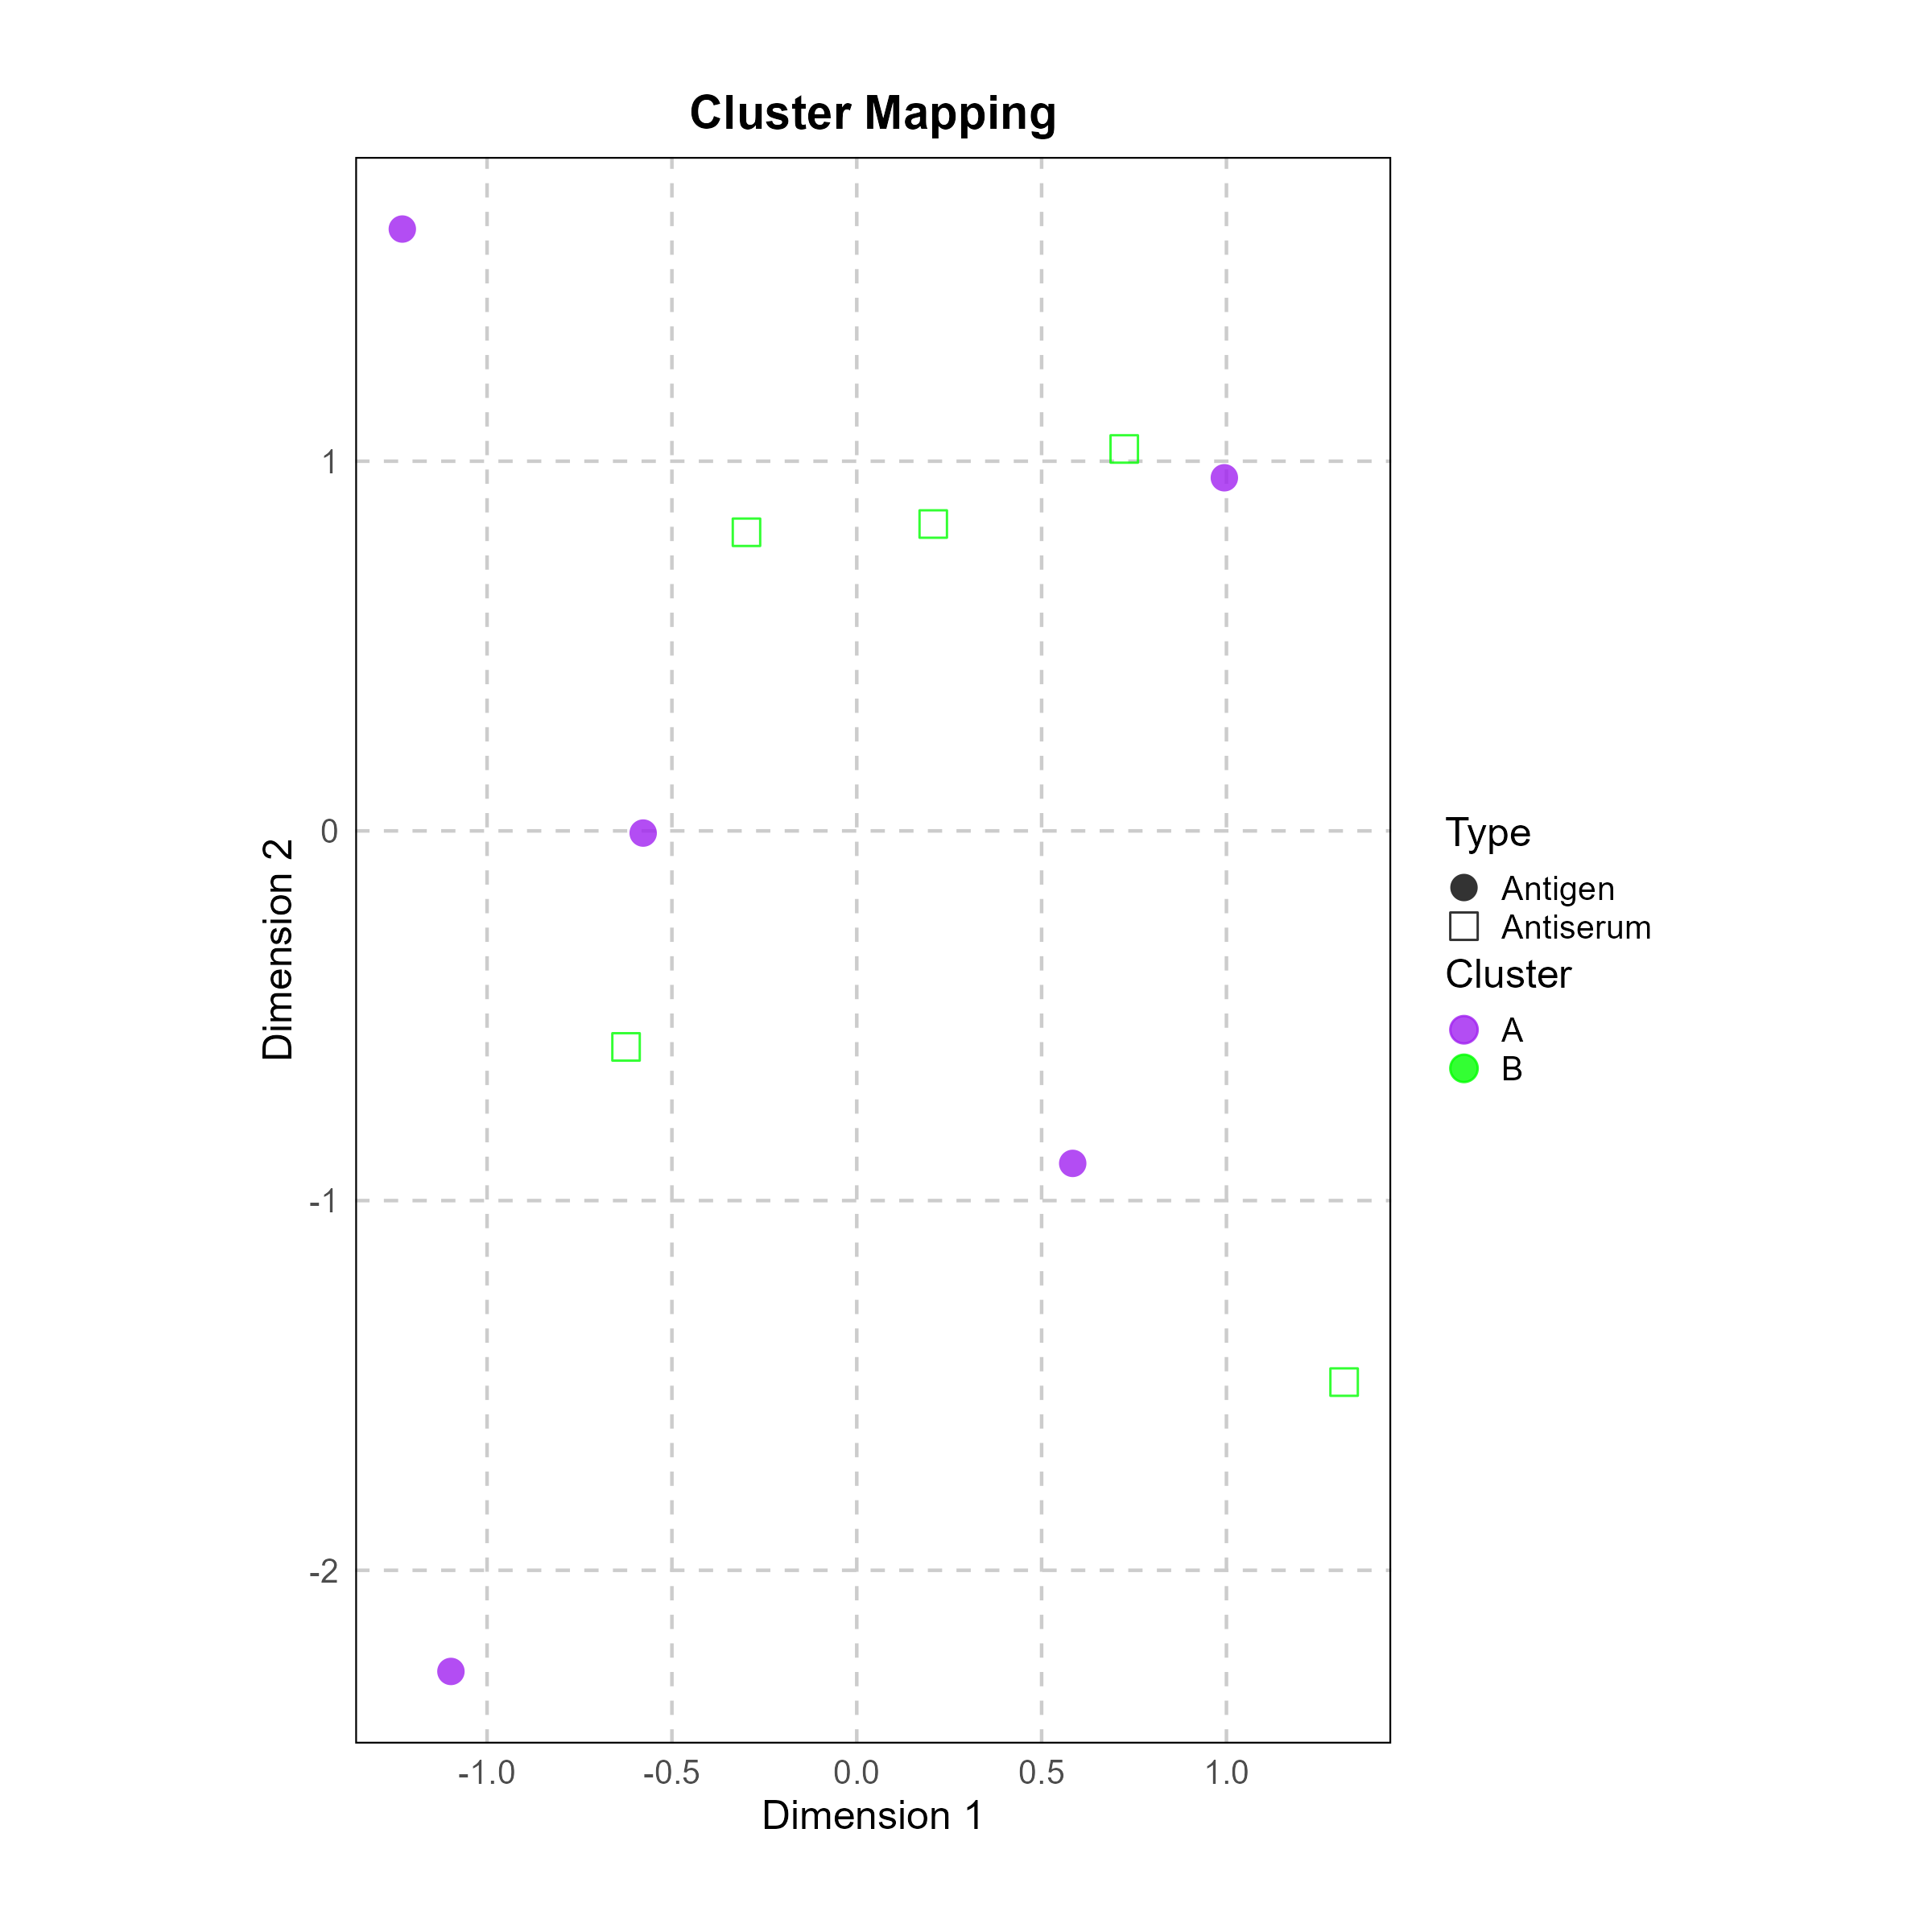 Cluster Mapping
1
0
-1
-2
Dimension 2
-1.0 -0.5 0.0 0.5 1.0
Dimension 1
Type
Antigen
Antiserum
Cluster
A
B